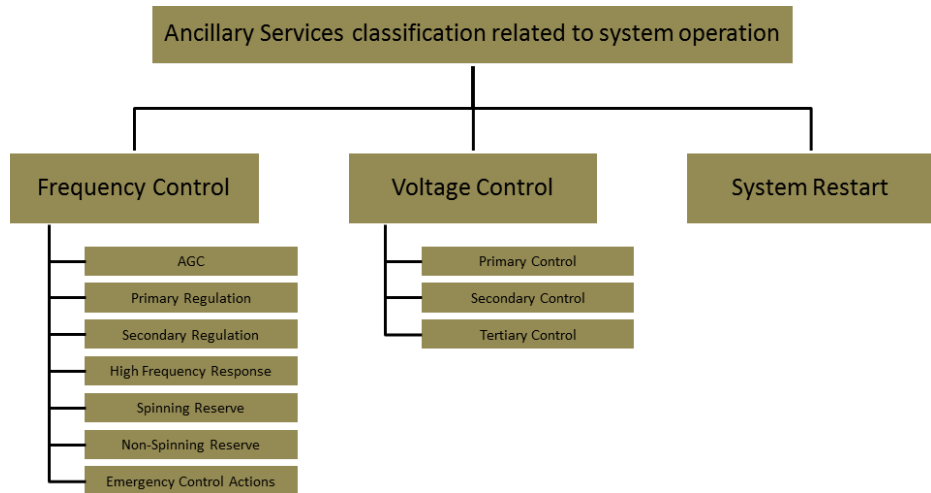 Ancillary Services classification related to system operation
Frequency Control
Voltage Control
System Restart
AGC
Primary Regulation
Secondary Regulation
High Frequency Response
Spinning Reserve
Non-Spinning Reserve
Emergency Control Actions
Primary Control
Secondary Control
Tertiary Control